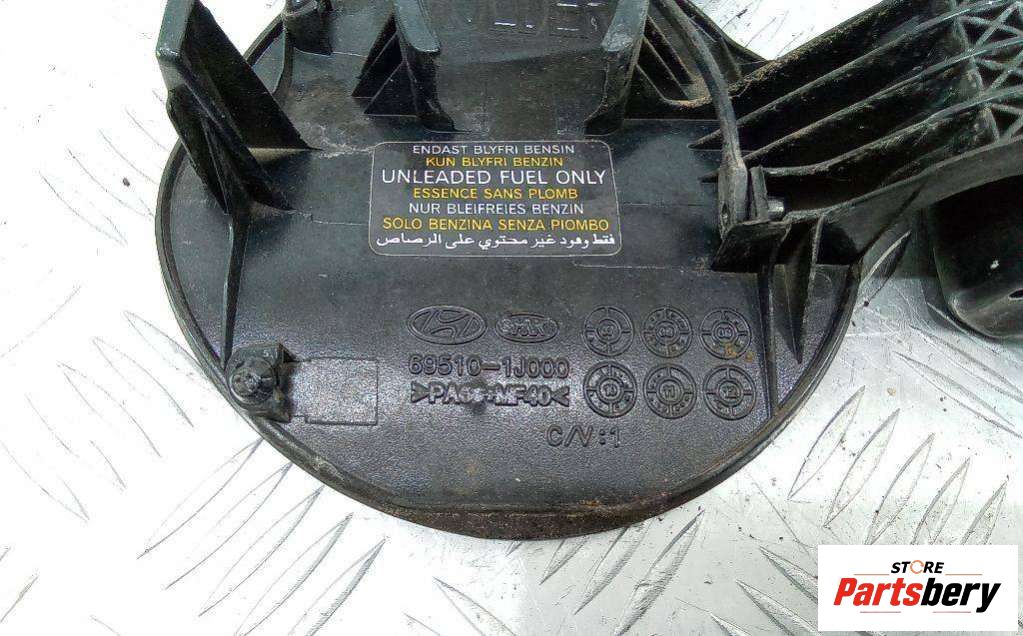 ENDAST BLYFRI BENSIN
KUN BLYFRI BENZIN
UNLEADED FUEL ONLY
ESSENCE SANS PLOMB
NUR BLEIFREIES BENZIN
SOLO BENZINA SENZA PIOMBO
فقط وقود غير محتوي على الرصاص
69510-1J000
C/V:1
STORE
Partsbery